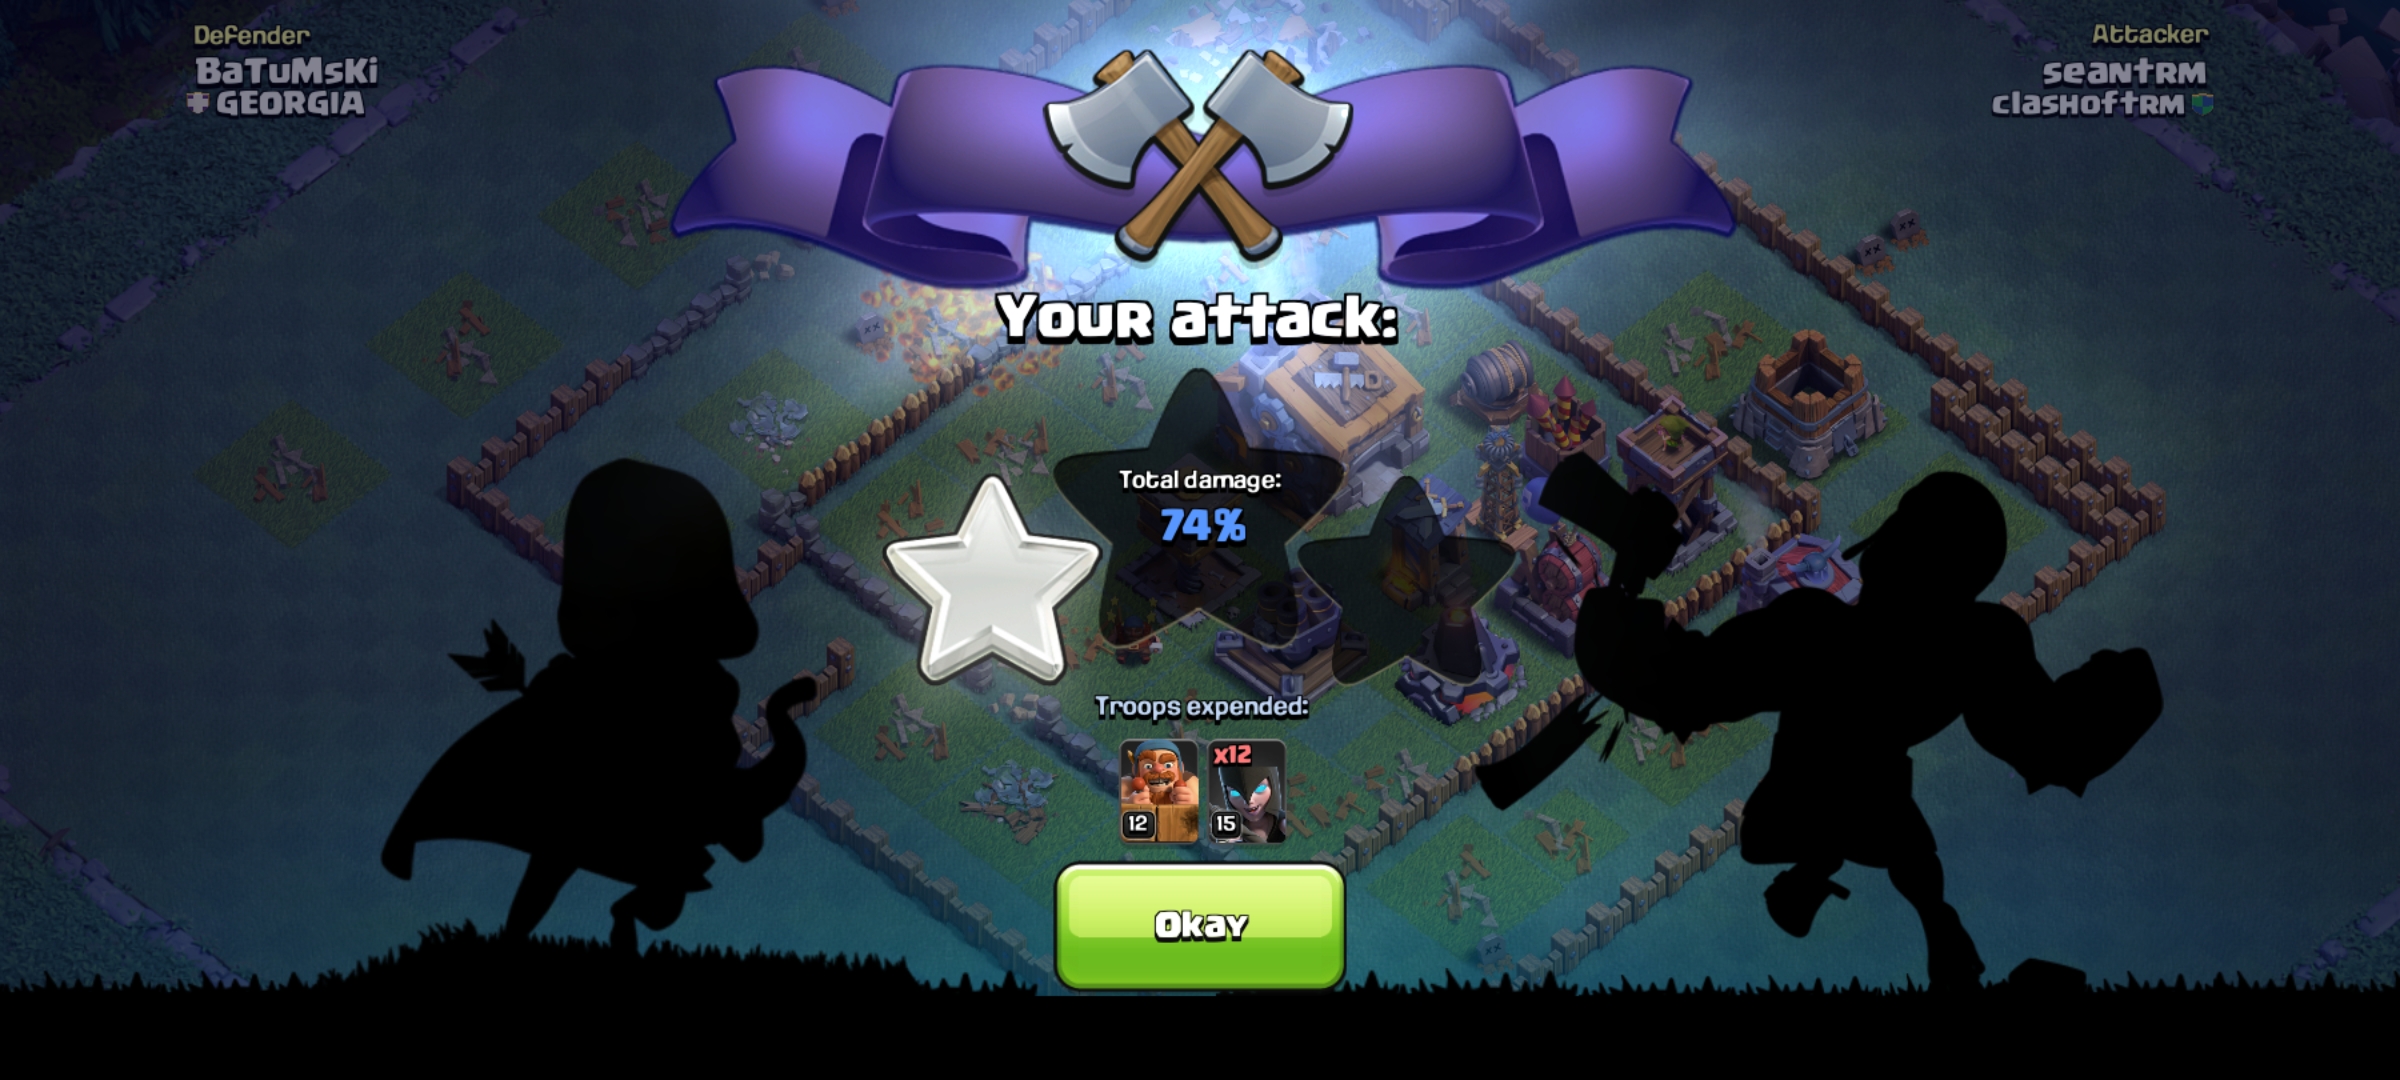 Defender
BaTuMsKi
GEORGIA
Attacker
seantRM
clashoftRM
Your attack:
Total damage:
74%
Troops expended:
x12
12
15
Okay